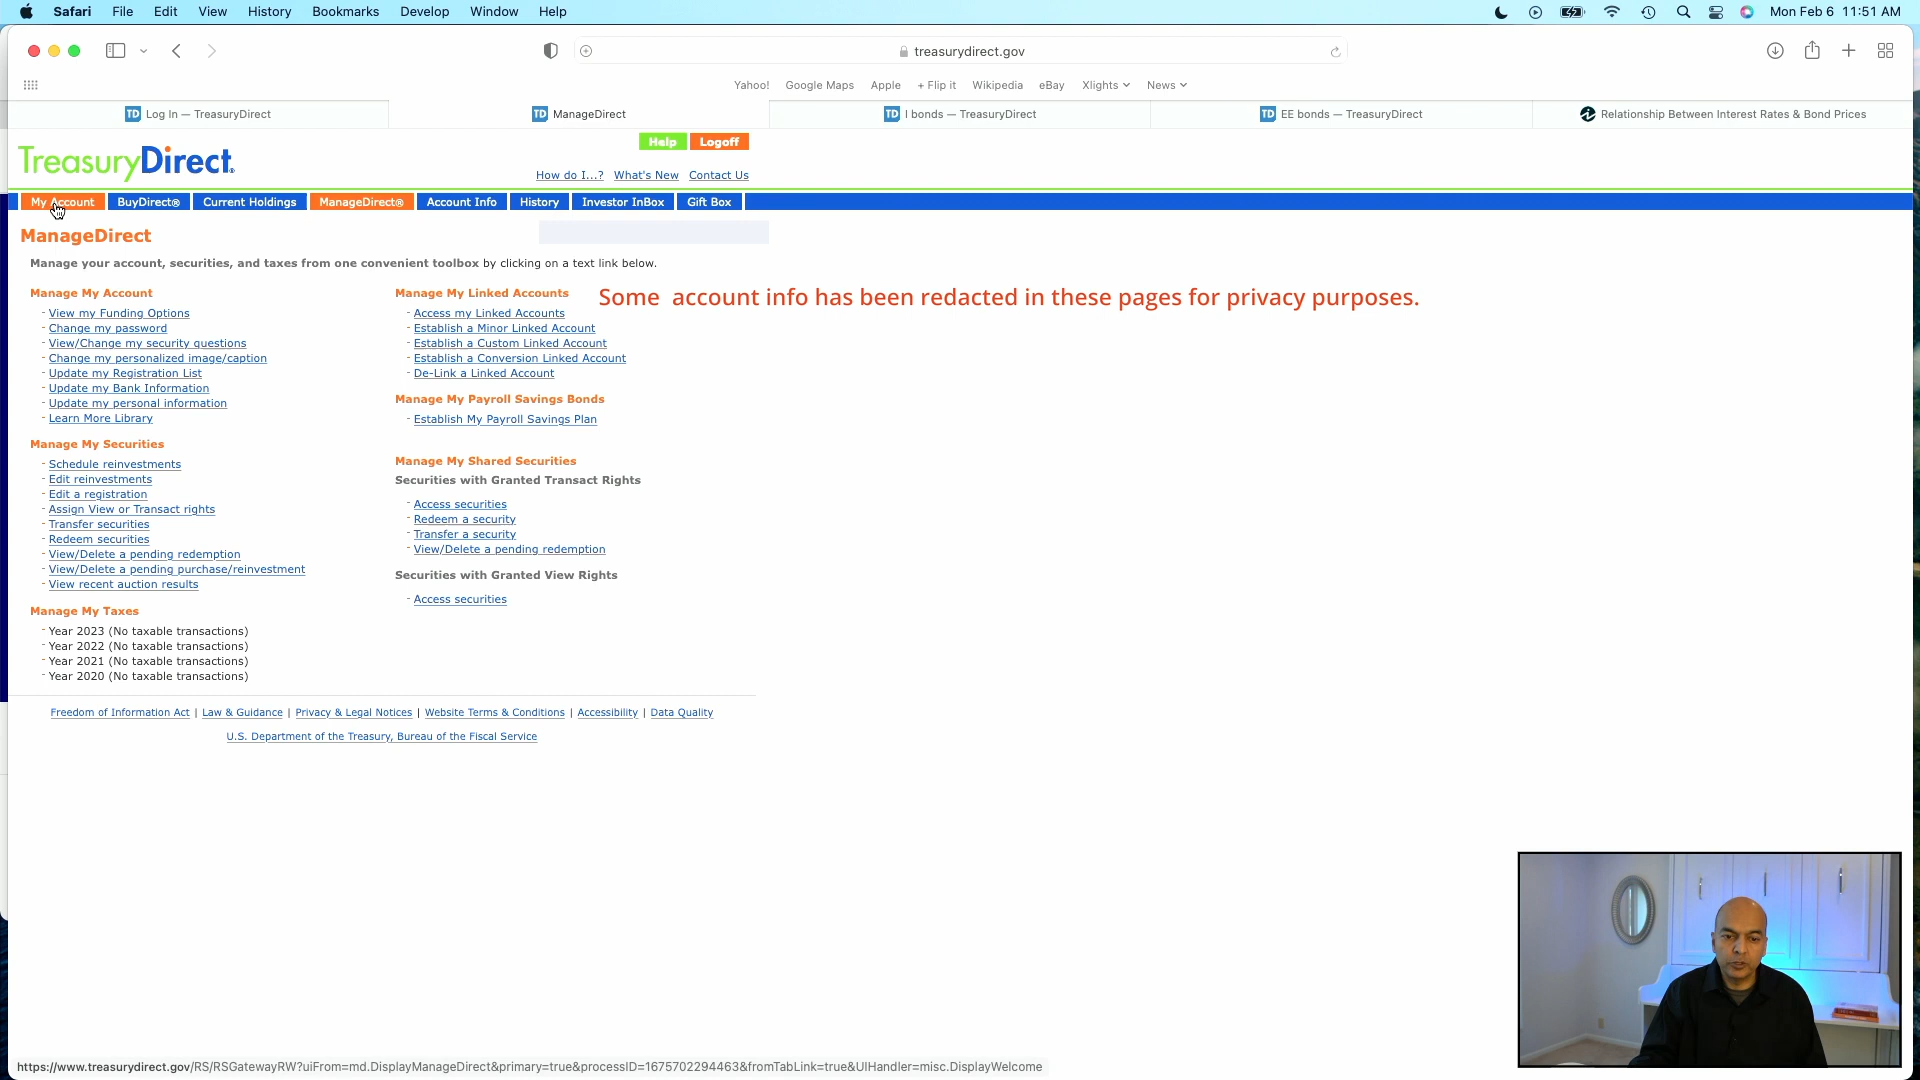 Safari File Edit View History Bookmarks Develop Window Help Mon Feb 6 11:51 AM
treasurydirect.gov
Yahoo! Google Maps Apple + Flip it Wikipedia eBay Xlights News
TD Log In — TreasuryDirect TD ManageDirect TD I bonds — TreasuryDirect TD EE bonds — TreasuryDirect Relationship Between Interest Rates & Bond Prices
Help Logoff
TreasuryDirect®
How do I...? What's New Contact Us
My Account BuyDirect® Current Holdings ManageDirect® Account Info History Investor InBox Gift Box
ManageDirect
Manage your account, securities, and taxes from one convenient toolbox by clicking on a text link below.
Some account info has been redacted in these pages for privacy purposes.
Manage My Account
- View my Funding Options
- Change my password
- View/Change my security questions
- Change my personalized image/caption
- Update my Registration List
- Update my Bank Information
- Update my personal information
- Learn More Library
Manage My Securities
- Schedule reinvestments
- Edit reinvestments
- Edit a registration
- Assign View or Transact rights
- Transfer securities
- Redeem securities
- View/Delete a pending redemption
- View/Delete a pending purchase/reinvestment
- View recent auction results
Manage My Taxes
- Year 2023 (No taxable transactions)
- Year 2022 (No taxable transactions)
- Year 2021 (No taxable transactions)
- Year 2020 (No taxable transactions)
Manage My Linked Accounts
- Access my Linked Accounts
- Establish a Minor Linked Account
- Establish a Custom Linked Account
- Establish a Conversion Linked Account
- De-Link a Linked Account
Manage My Payroll Savings Bonds
- Establish My Payroll Savings Plan
Manage My Shared Securities
Securities with Granted Transact Rights
- Access securities
- Redeem a security
- Transfer a security
- View/Delete a pending redemption
Securities with Granted View Rights
- Access securities
Freedom of Information Act | Law & Guidance | Privacy & Legal Notices | Website Terms & Conditions | Accessibility | Data Quality
U.S. Department of the Treasury, Bureau of the Fiscal Service
https://www.treasurydirect.gov/RS/RSGatewayRW?uiFrom=md.DisplayManageDirect&primary=true&processID=1675702294463&fromTabLink=true&UIHandler=misc.DisplayWelcome